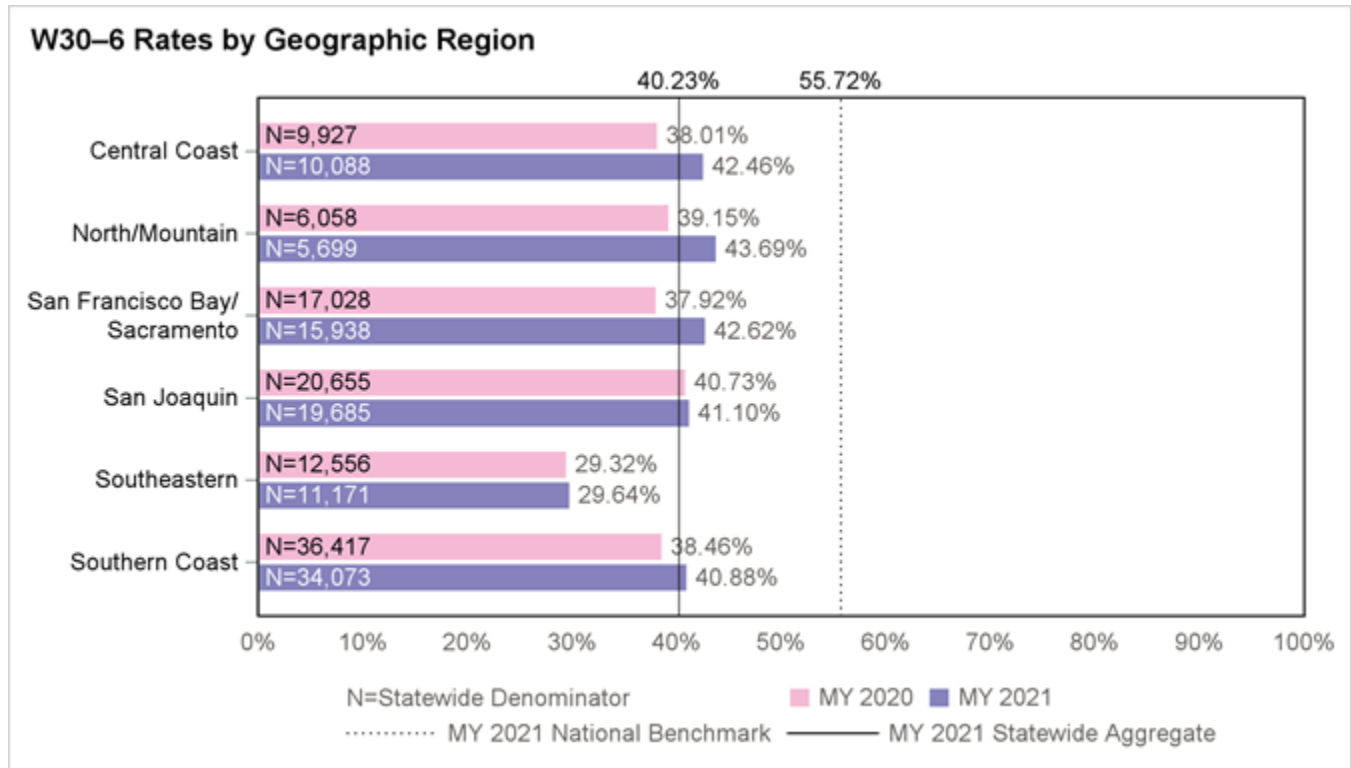 W30–6 Rates by Geographic Region
40.23% 55.72%
Central Coast
N=9,927 38.01%
N=10,088 42.46%
North/Mountain
N=6,058 39.15%
N=5,699 43.69%
San Francisco Bay/
Sacramento
N=17,028 37.92%
N=15,938 42.62%
San Joaquin
N=20,655 40.73%
N=19,685 41.10%
Southeastern
N=12,556 29.32%
N=11,171 29.64%
Southern Coast
N=36,417 38.46%
N=34,073 40.88%
0% 10% 20% 30% 40% 50% 60% 70% 80% 90% 100%
N=Statewide Denominator MY 2020 MY 2021
MY 2021 National Benchmark MY 2021 Statewide Aggregate